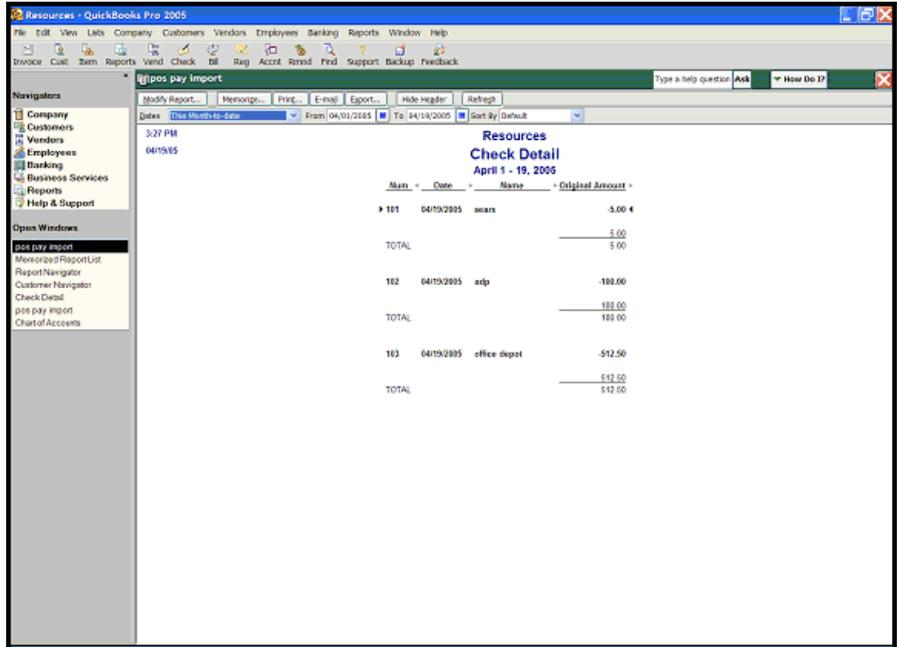 Resources - QuickBooks Pro 2005
File Edit View Lists Company Customers Vendors Employees Banking Reports Window Help
Invoice Cust Item Reports Vend Check Bill Reg Accnt Rmnd Find Support Backup Feedback
pos pay import Type a help question Ask How Do I?
Navigators
Company
Customers
Vendors
Employees
Banking
Business Services
Reports
Help & Support
Open Windows
pos pay import
Memorized Report List
Report Navigator
Customer Navigator
Check Detail
pos pay import
Chart of Accounts
Modify Report... Memorize... Print... E-mail Export... Hide Header Refresh
Dates This Month-to-date From 04/01/2005 To 04/19/2005 Sort By Default
3:27 PM
04/19/05
Resources
Check Detail
April 1 - 19, 2005
Num Date Name Original Amount
101 04/19/2005 sears -5.00
5.00
TOTAL 5.00
102 04/19/2005 adp -100.00
100.00
TOTAL 100.00
103 04/19/2005 office depot -512.50
512.50
TOTAL 512.50